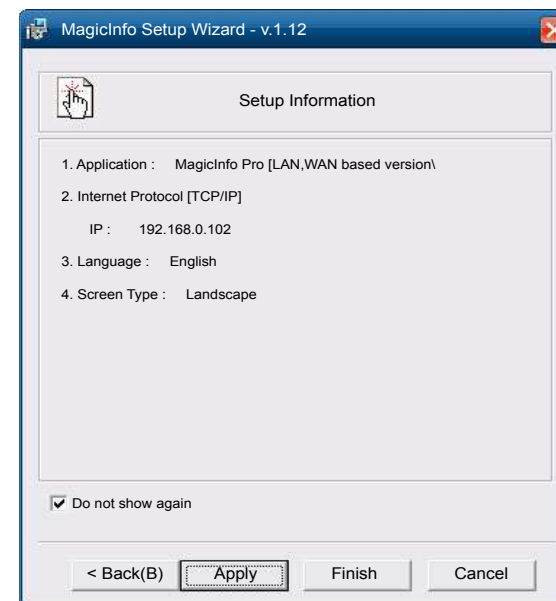 MagicInfo Setup Wizard - v.1.12
Setup Information
1. Application : MagicInfo Pro [LAN,WAN based version\
2. Internet Protocol [TCP/IP]
IP : 192.168.0.102
3. Language : English
4. Screen Type : Landscape
Do not show again
< Back(B) Apply Finish Cancel